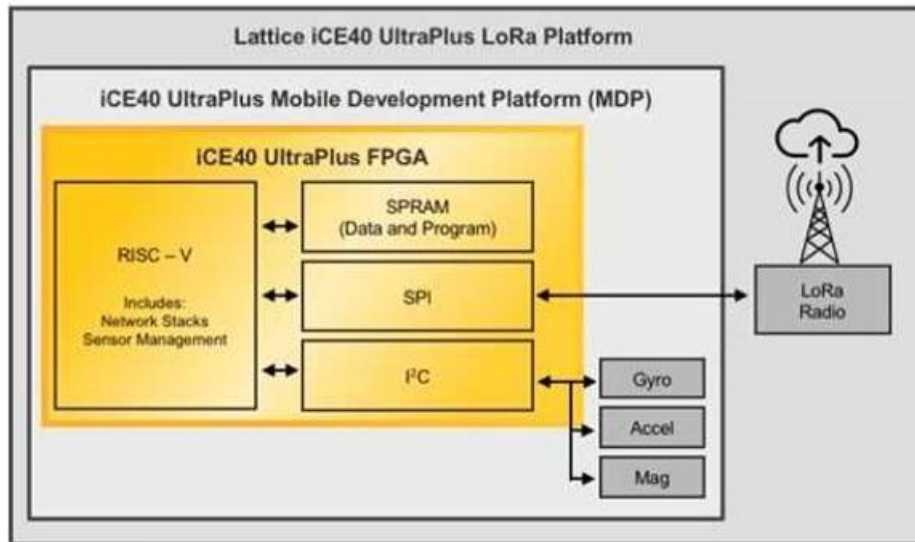 Lattice iCE40 UltraPlus LoRa Platform
iCE40 UltraPlus Mobile Development Platform (MDP)
iCE40 UltraPlus FPGA
RISC – V
Includes:
Network Stacks
Sensor Management
SPRAM
(Data and Program)
SPI
I²C
Gyro
Accel
Mag
LoRa
Radio